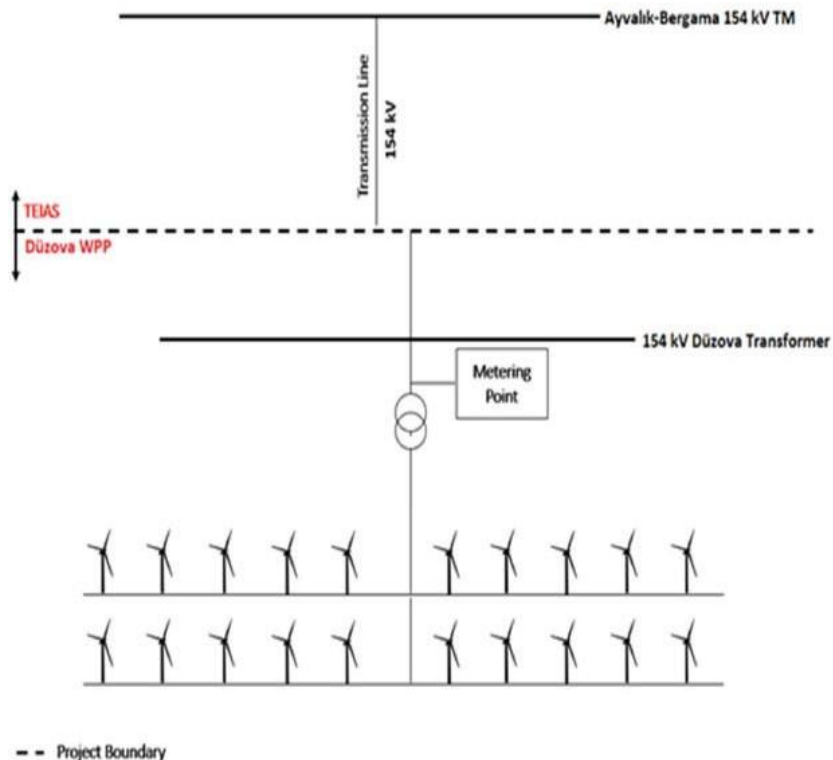 Ayvalık-Bergama 154 kV TM
Transmission Line
154 kV
TEIAS
Düzova WPP
154 kV Düzova Transformer
Metering
Point
Project Boundary